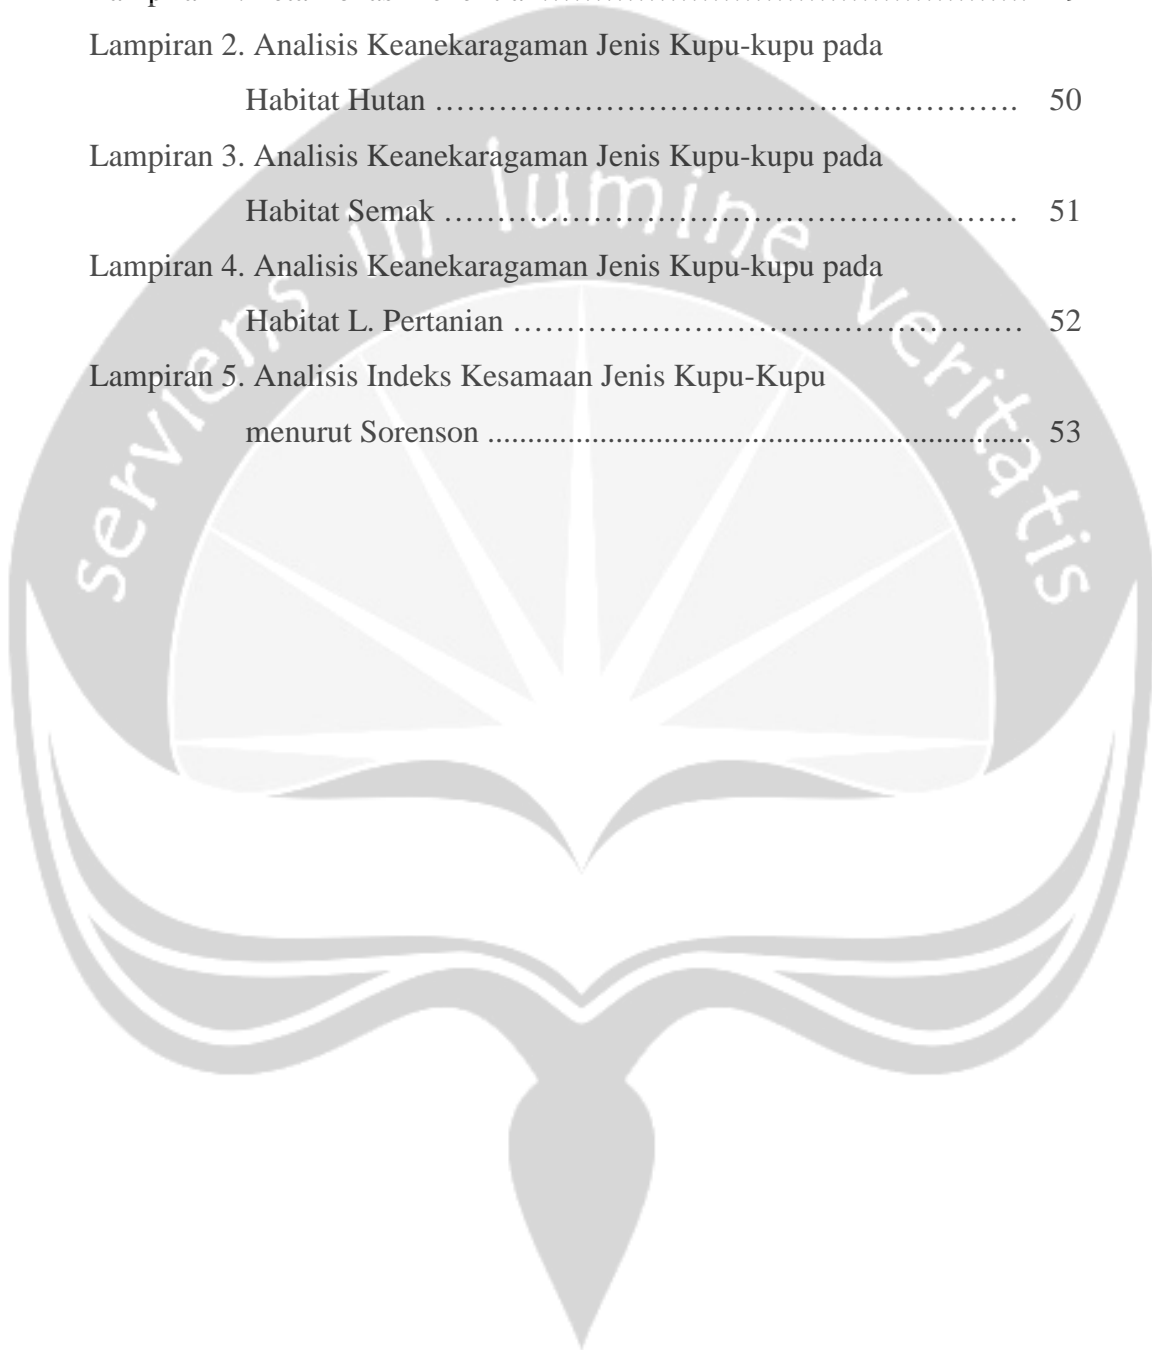 Lampiran 2. Analisis Keanekaragaman Jenis Kupu-kupu pada
Habitat Hutan …………………………………………………. 50
Lampiran 3. Analisis Keanekaragaman Jenis Kupu-kupu pada
Habitat Semak ………………………………………………… 51
Lampiran 4. Analisis Keanekaragaman Jenis Kupu-kupu pada
Habitat L. Pertanian …………………………………………… 52
Lampiran 5. Analisis Indeks Kesamaan Jenis Kupu-Kupu
menurut Sorenson .......................................................... 53
serviens in lumine veritatis